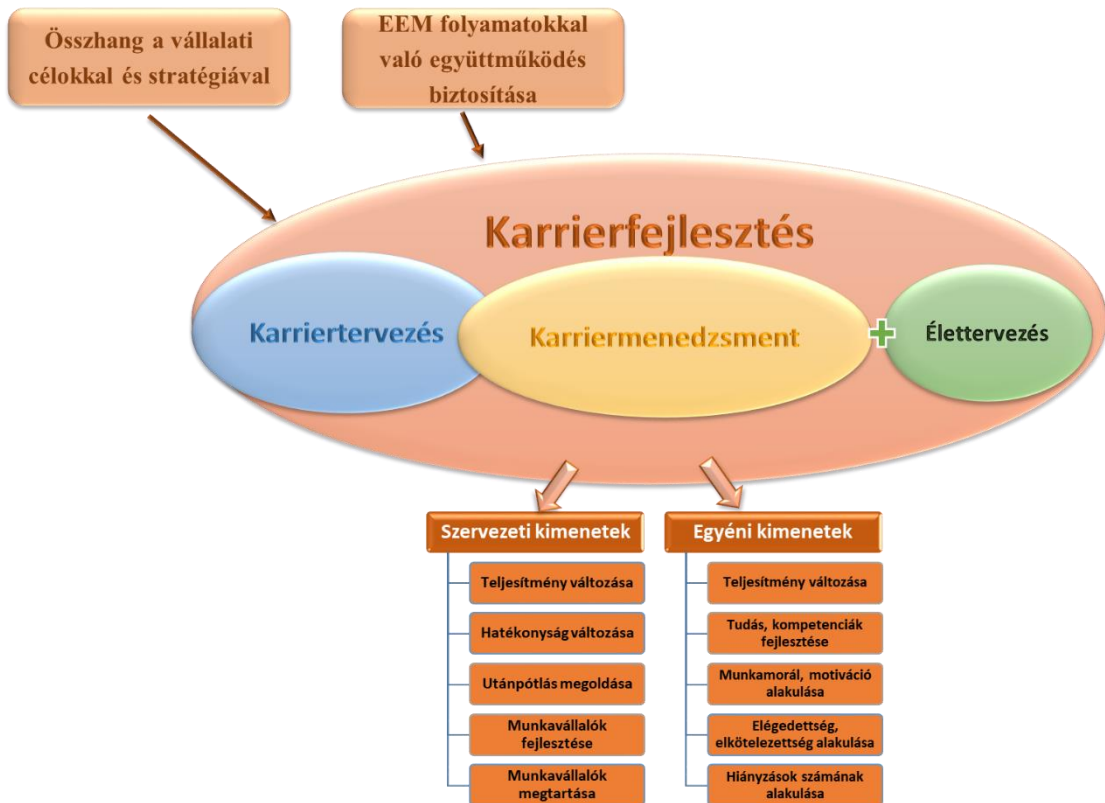 Összhang a vállalati
célokkal és stratégiával
EEM folyamatokkal
való együttműködés
biztosítása
Karrierfejlesztés
Karriertervezés
Karriermenedzsment
+
Élettervezés
Szervezeti kimenetek
Teljesítmény változása
Hatékonyság változása
Utánpótlás megoldása
Munkavállalók
fejlesztése
Munkavállalók
megtartása
Egyéni kimenetek
Teljesítmény változása
Tudás, kompetenciák
fejlesztése
Munkamorál, motiváció
alakulása
Elégedettség,
elkötelezettség alakulása
Hiányzások számának
alakulása